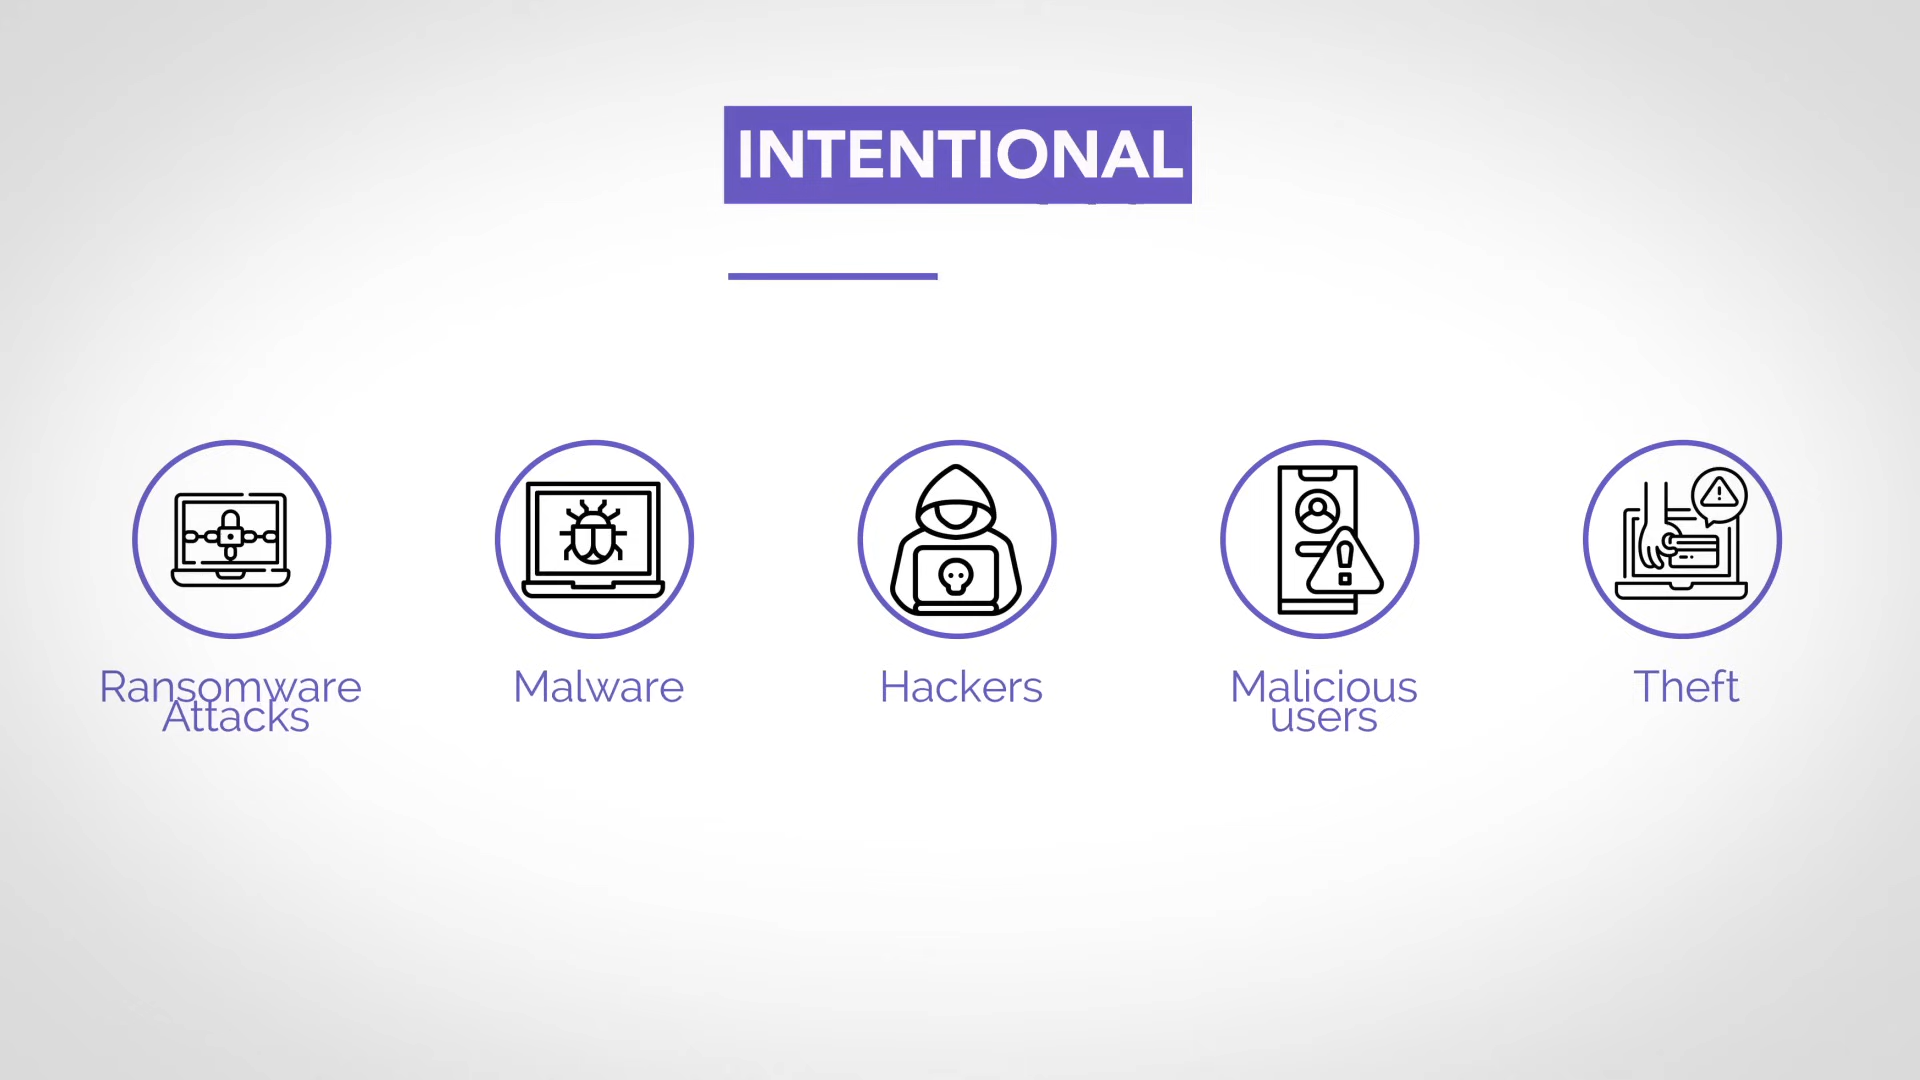 INTENTIONAL
Ransomware
Attacks
Malware
Hackers
Malicious
users
Theft